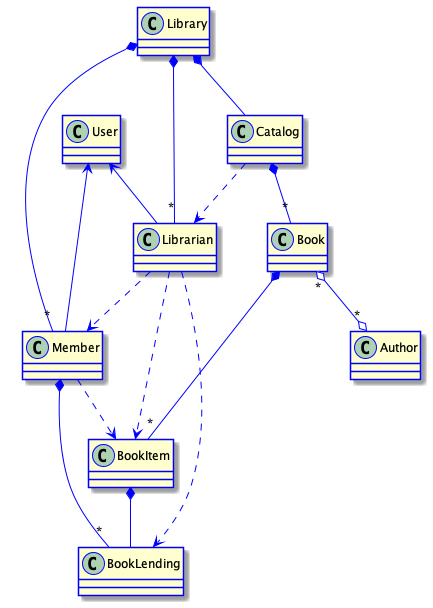 C Library
C User
C Catalog
*
*
C Librarian
C Book
*
*
*
C Member
C Author
*
C BookItem
*
C BookLending